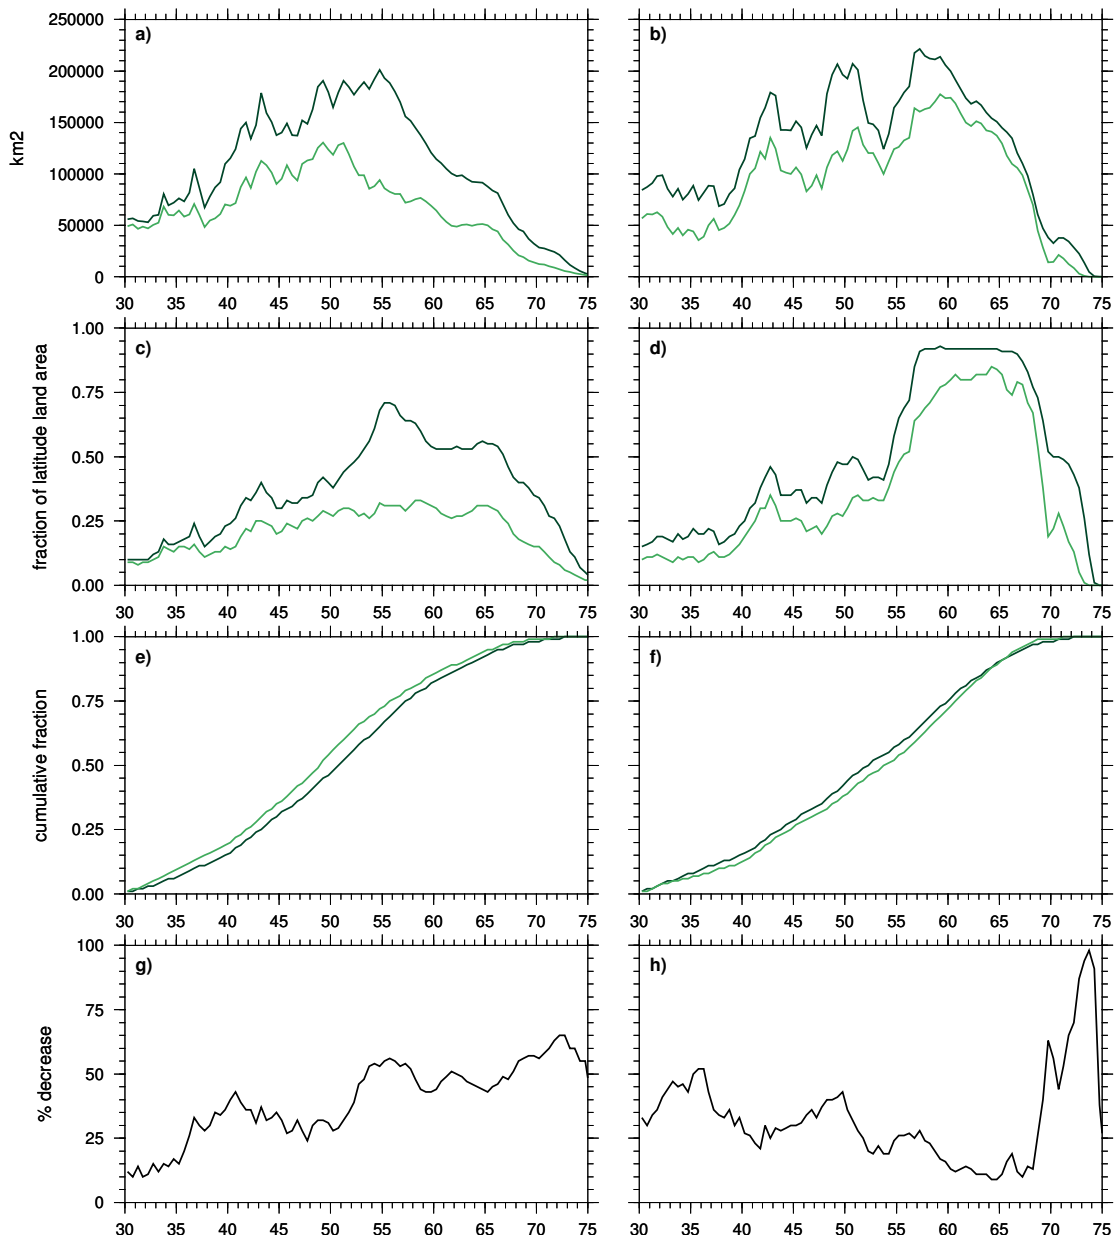 a)
b)
250000
200000
150000
100000
50000
0
km2
30 35 40 45 50 55 60 65 70 75
30 35 40 45 50 55 60 65 70 75
c)
d)
1.00
0.75
0.50
0.25
0.00
fraction of latitude land area
30 35 40 45 50 55 60 65 70 75
30 35 40 45 50 55 60 65 70 75
e)
f)
1.00
0.75
0.50
0.25
0.00
cumulative fraction
30 35 40 45 50 55 60 65 70 75
30 35 40 45 50 55 60 65 70 75
g)
h)
100
75
50
25
0
% decrease
30 35 40 45 50 55 60 65 70 75
30 35 40 45 50 55 60 65 70 75